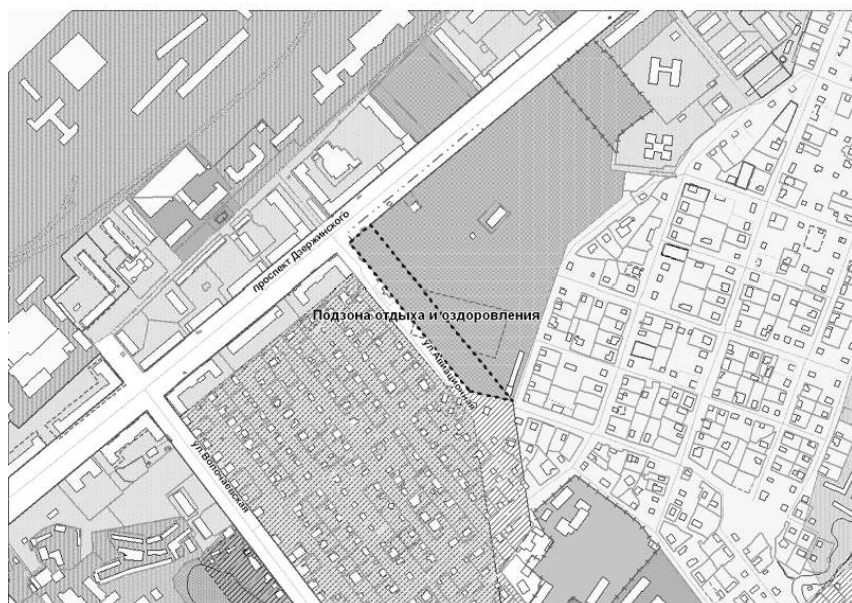 проспект Дзержинского
Подзона отдыха и оздоровления
ул.Авиационная
ул.Волочаевская